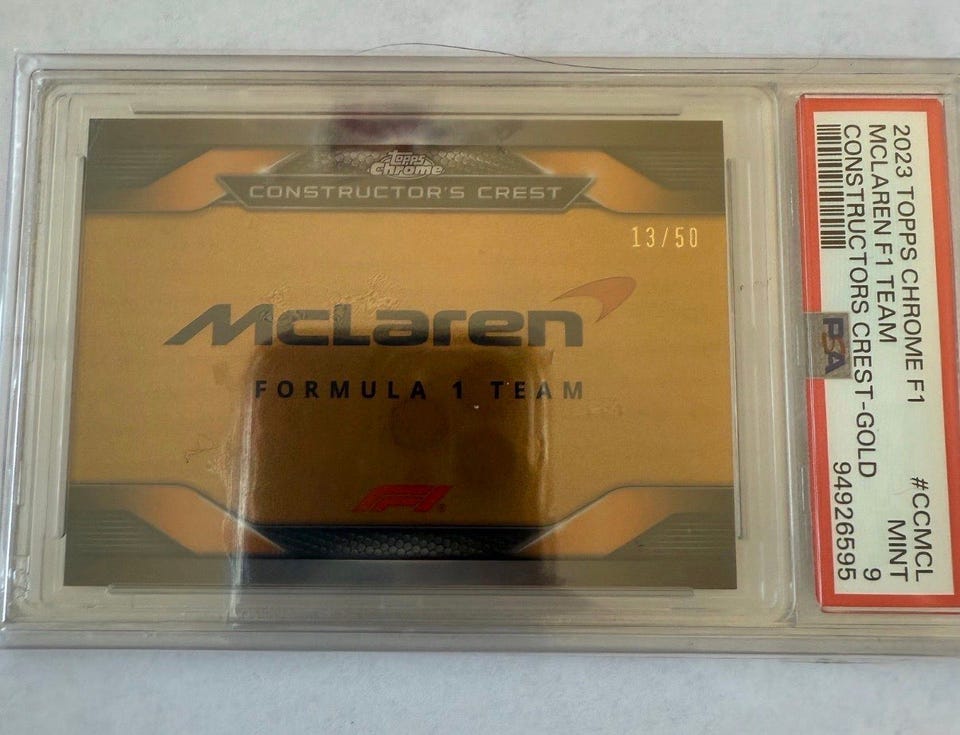 Topps
Chrome
CONSTRUCTOR'S CREST
13/50
McLaren
FORMULA 1 TEAM
F1
2023 TOPPS CHROME F1 #CCMCL
MCLAREN F1 TEAM MINT
CONSTRUCTORS CREST-GOLD 9
94926595
PSA